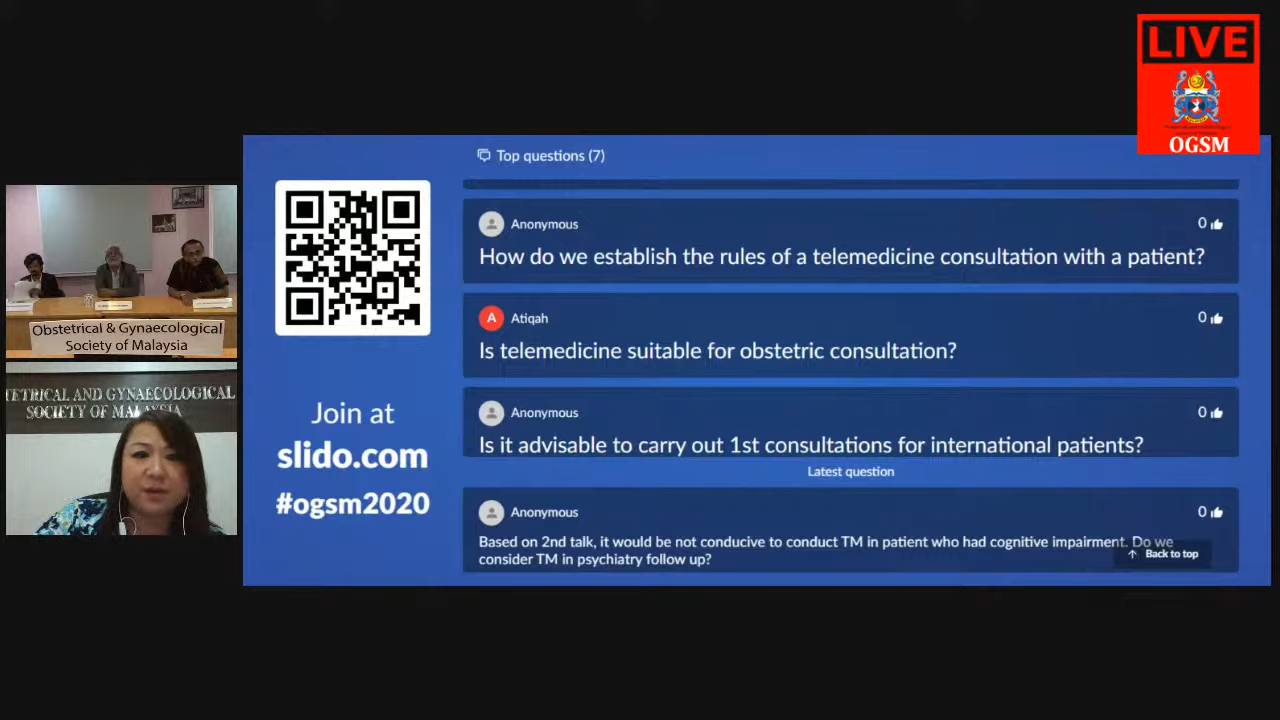 LIVE
OGSM
Top questions (7)
Anonymous
0
How do we establish the rules of a telemedicine consultation with a patient?
A
Atiqah
0
Is telemedicine suitable for obstetric consultation?
Anonymous
0
Is it advisable to carry out 1st consultations for international patients?
Latest question
Anonymous
0
Based on 2nd talk, it would be not conducive to conduct TM in patient who had cognitive impairment. Do we
consider TM in psychiatry follow up?
Back to top
Join at
slido.com
#ogsm2020
Obstetrical & Gynaecological
Society of Malaysia
TETRICAL AND GYNAECOLOGICAL
SOCIETY OF MALAYSIA